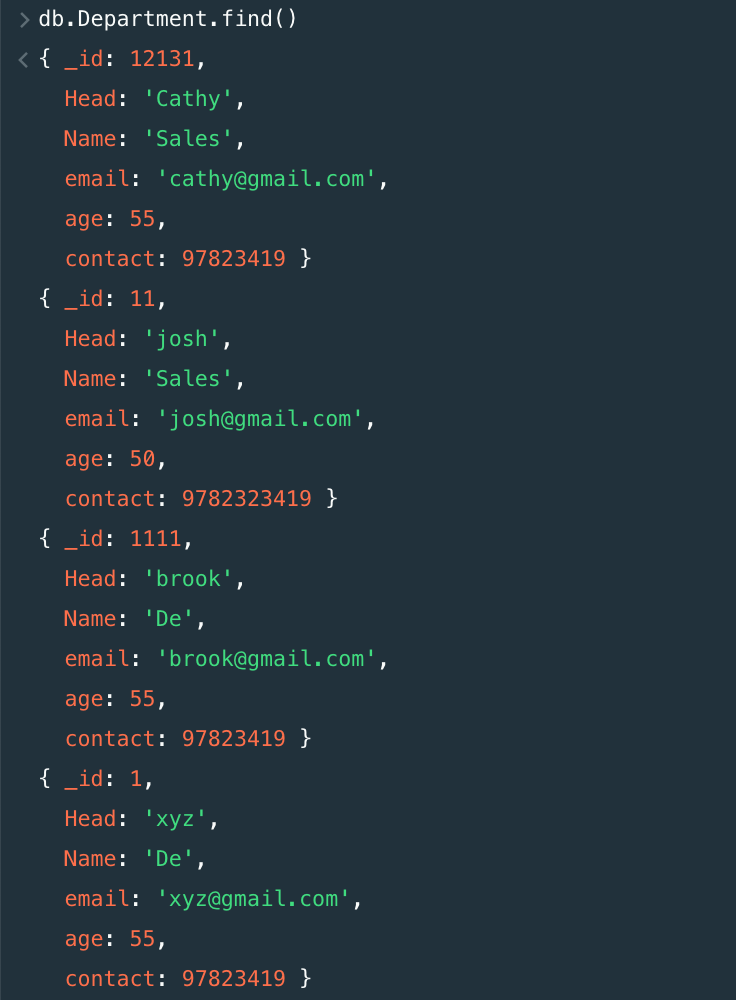 > db.Department.find()
< { _id: 12131,
Head: 'Cathy',
Name: 'Sales',
email: 'cathy@gmail.com',
age: 55,
contact: 97823419 }
{ _id: 11,
Head: 'josh',
Name: 'Sales',
email: 'josh@gmail.com',
age: 50,
contact: 9782323419 }
{ _id: 1111,
Head: 'brook',
Name: 'De',
email: 'brook@gmail.com',
age: 55,
contact: 97823419 }
{ _id: 1,
Head: 'xyz',
Name: 'De',
email: 'xyz@gmail.com',
age: 55,
contact: 97823419 }